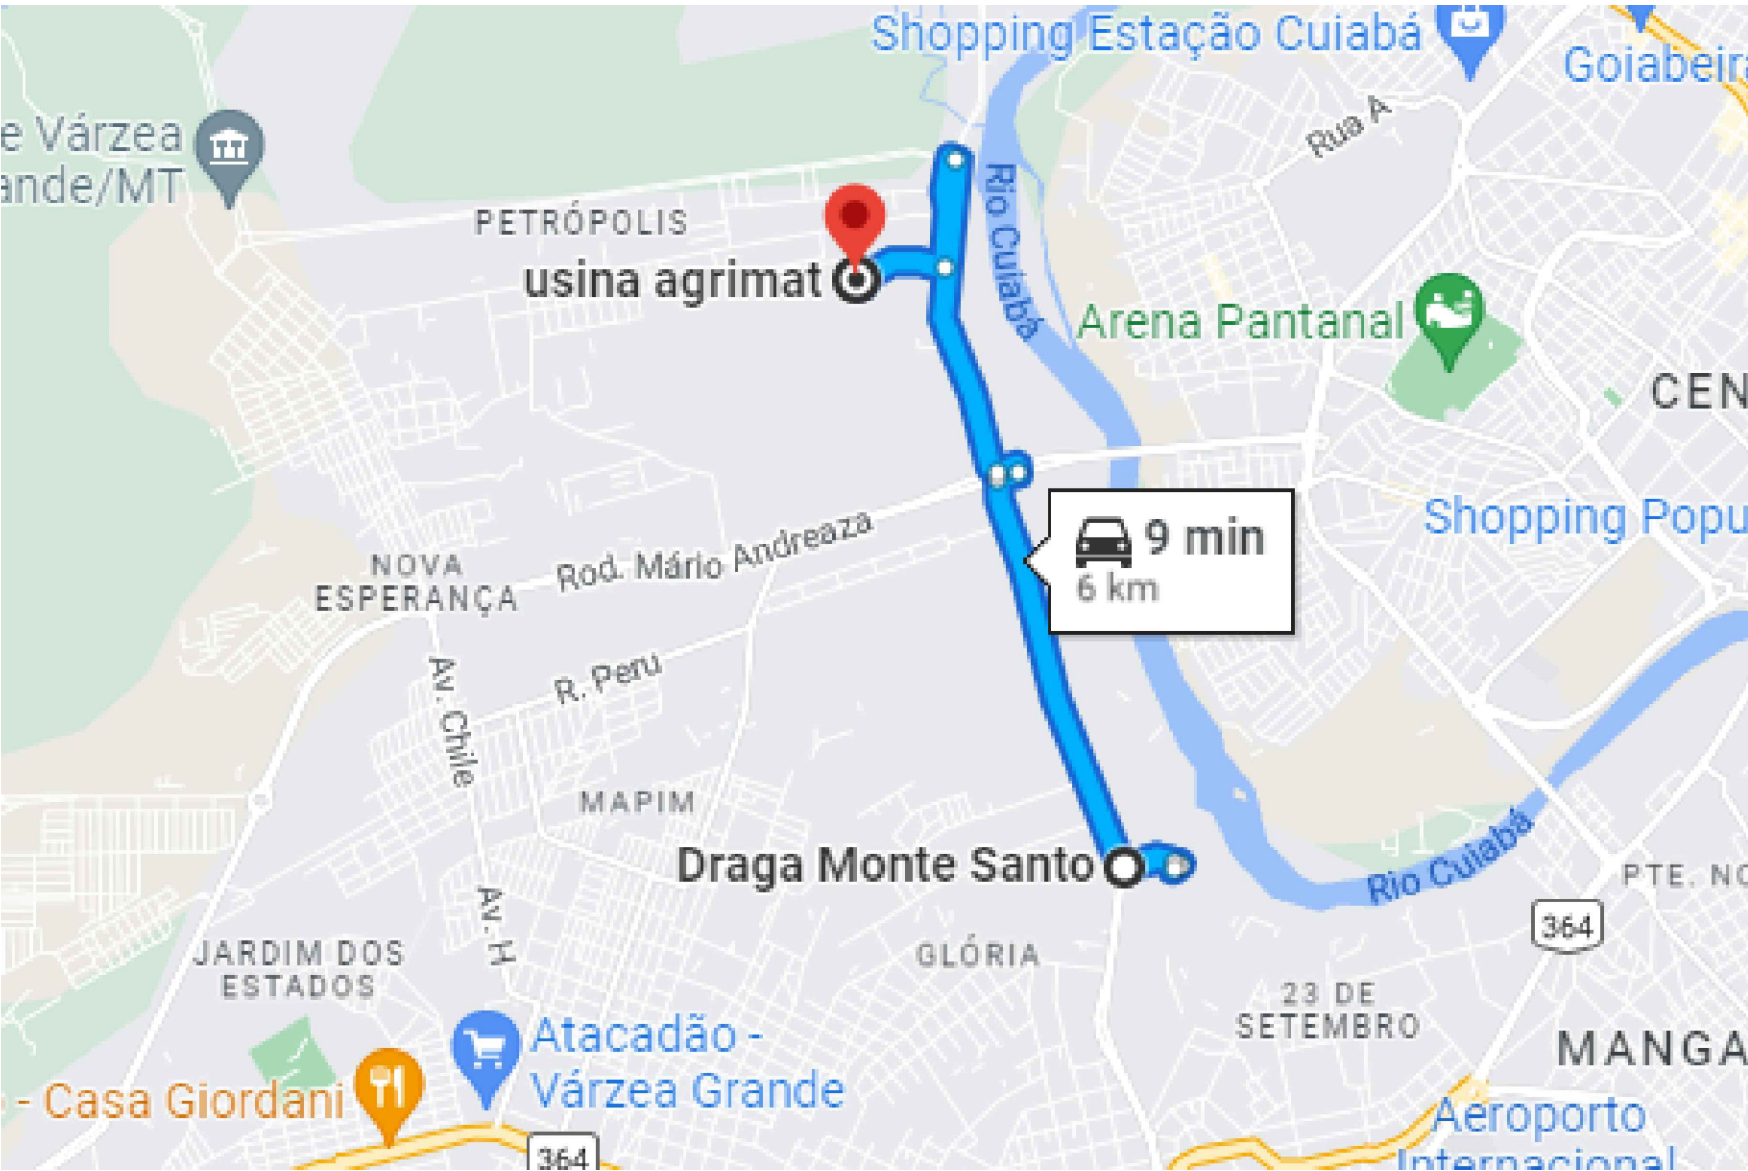 Shopping Estação Cuiabá
Goiabeir
Rua A
e Várzea
ande/MT
PETRÓPOLIS
Rio Cuiabá
usina agrimat
Arena Pantanal
CEN
9 min
6 km
Shopping Popu
Rod. Mário Andreaza
NOVA
ESPERANÇA
R. Peru
Av. Chile
MAPIM
Draga Monte Santo
Rio Cuiabá
PTE. NO
364
Av. H
JARDIM DOS
ESTADOS
GLÓRIA
23 DE
SETEMBRO
MANGA
Atacadão -
Várzea Grande
- Casa Giordani
Aeroporto
Internacional
364